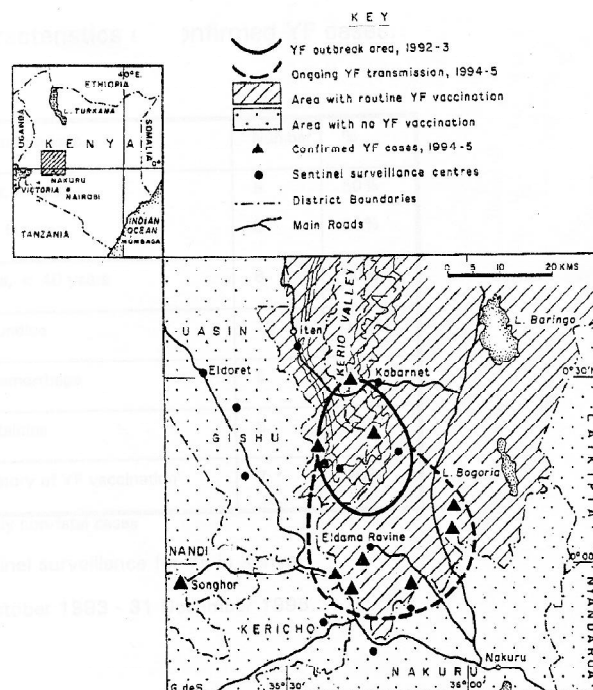 KEY
YF outbreak area, 1992-3
Ongoing YF transmission, 1994-5
Area with routine YF vaccination
Area with no YF vaccination
Confirmed YF cases, 1994-5
Sentinel surveillance centres
District Boundaries
Main Roads
40°E.
ETHIOPIA
L. TURKANA
UGANDA
KENYA
SOMALIA
0°
NAKURU
VICTORIA
NAIROBI
INDIAN
OCEAN
TANZANIA
0 5 10 20 KMS
KERIO VALLEY
L. Baringo
UASIN
iten
Eldoret
Kabarnet
0°30'N
GISHU
LAIKIPIA
L. Bogoria
NANDI
Eldama Ravine
0°00
Songhor
NYANDARUA
KERICHO
NAKURU
Nakuru
35°30'
36°00